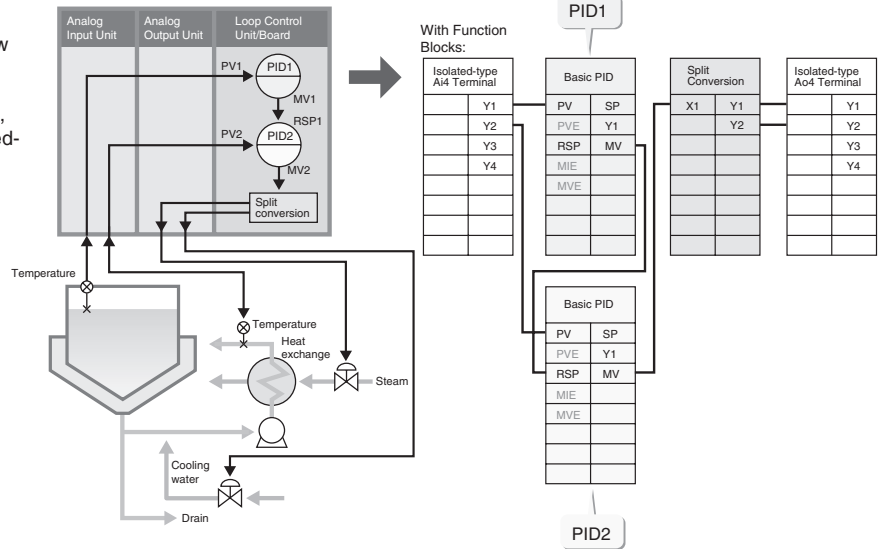 w
,
ed-
Analog
Input Unit
Analog
Output Unit
Loop Control
Unit/Board
PV1
PID1
MV1
RSP1
PV2
PID2
MV2
Split
conversion
Temperature
Temperature
Heat
exchange
Steam
Cooling
water
Drain
With Function
Blocks:
PID1
Isolated-type
Ai4 Terminal
Y1
Y2
Y3
Y4
Basic PID
PV SP
PVE Y1
RSP MV
MIE
MVE
Split
Conversion
X1 Y1
Y2
Isolated-type
Ao4 Terminal
Y1
Y2
Y3
Y4
Basic PID
PV SP
PVE Y1
RSP MV
MIE
MVE
PID2